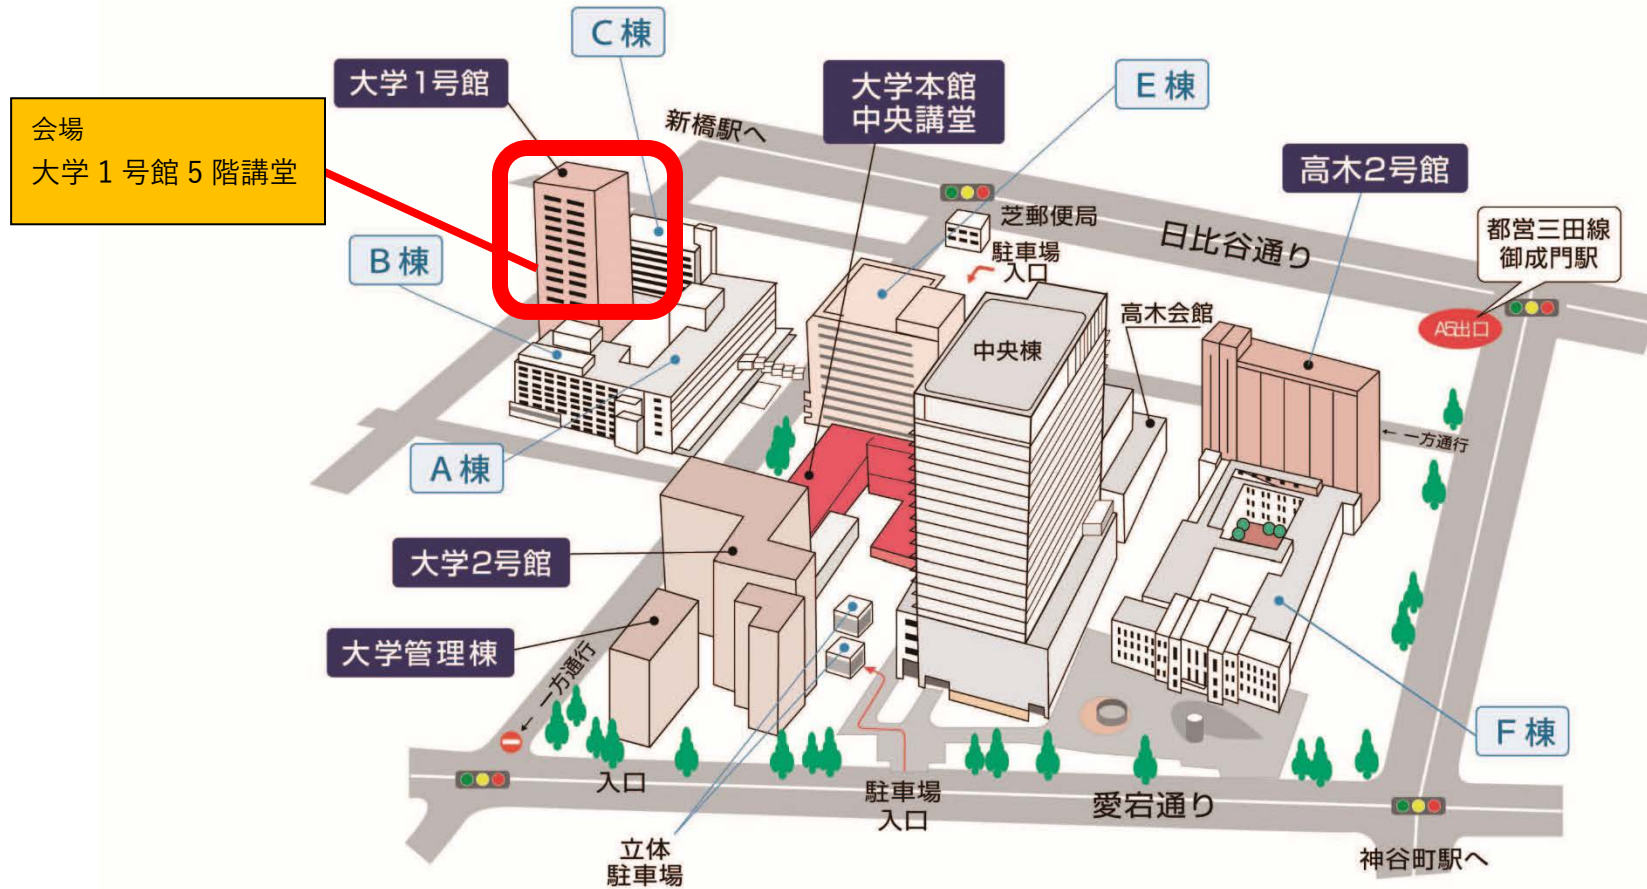 C棟
大学1号館
大学本館
中央講堂
E棟
新橋駅へ
会場
大学1号館5階講堂
高木2号館
芝郵便局
日比谷通り
都営三田線
御成門駅
B棟
駐車場
入口
高木会館
A5出口
中央棟
一方通行
A棟
大学2号館
大学管理棟
一方通行
F棟
入口
駐車場
入口
愛宕通り
立体
駐車場
神谷町駅へ